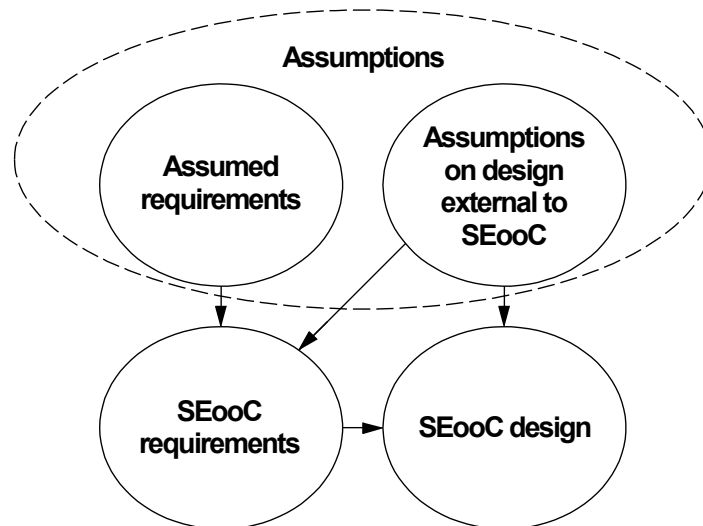 Assumptions
Assumed
requirements
Assumptions
on design
external to
SEooC
SEooC
requirements
SEooC design